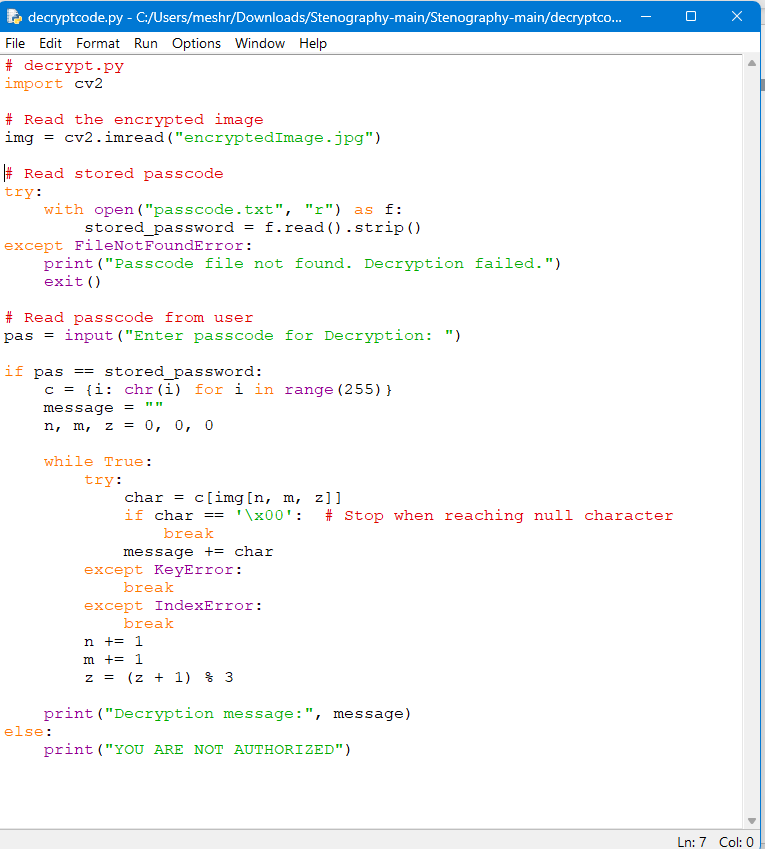 decryptcode.py - C:/Users/meshr/Downloads/Stenography-main/Stenography-main/decryptco...
File Edit Format Run Options Window Help
# decrypt.py
import cv2
# Read the encrypted image
img = cv2.imread("encryptedImage.jpg")
# Read stored passcode
try:
    with open("passcode.txt", "r") as f:
        stored_password = f.read().strip()
except FileNotFoundError:
    print("Passcode file not found. Decryption failed.")
    exit()
# Read passcode from user
pas = input("Enter passcode for Decryption: ")
if pas == stored_password:
    c = {i: chr(i) for i in range(255)}
    message = ""
    n, m, z = 0, 0, 0
    while True:
        try:
            char = c[img[n, m, z]]
            if char == '\x00':  # Stop when reaching null character
                break
            message += char
        except KeyError:
            break
        except IndexError:
            break
        n += 1
        m += 1
        z = (z + 1) % 3
    print("Decryption message:", message)
else:
    print("YOU ARE NOT AUTHORIZED")
Ln: 7 Col: 0